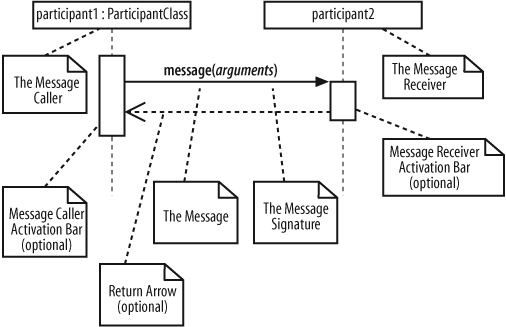 participant1 : ParticipantClass
participant2
The Message
Caller
message(arguments)
The Message
Receiver
Message Receiver
Activation Bar
(optional)
Message Caller
Activation Bar
(optional)
The Message
The Message
Signature
Return Arrow
(optional)